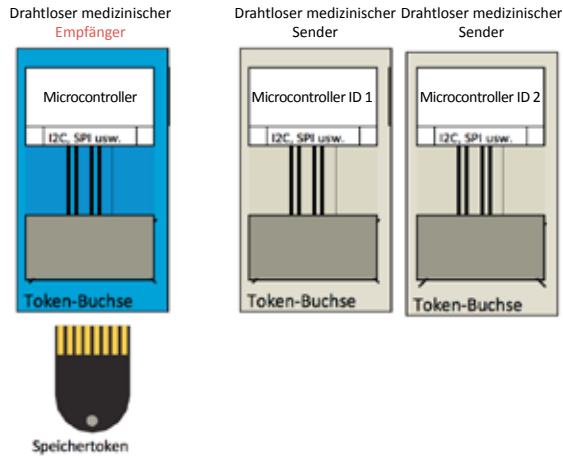 Drahtloser medizinischer
Empfänger
Drahtloser medizinischer
Sender
Drahtloser medizinischer
Sender
Microcontroller
I2C, SPI usw.
Token-Buchse
Microcontroller ID 1
I2C, SPI usw.
Token-Buchse
Microcontroller ID 2
I2C, SPI usw.
Token-Buchse
Speichertoken